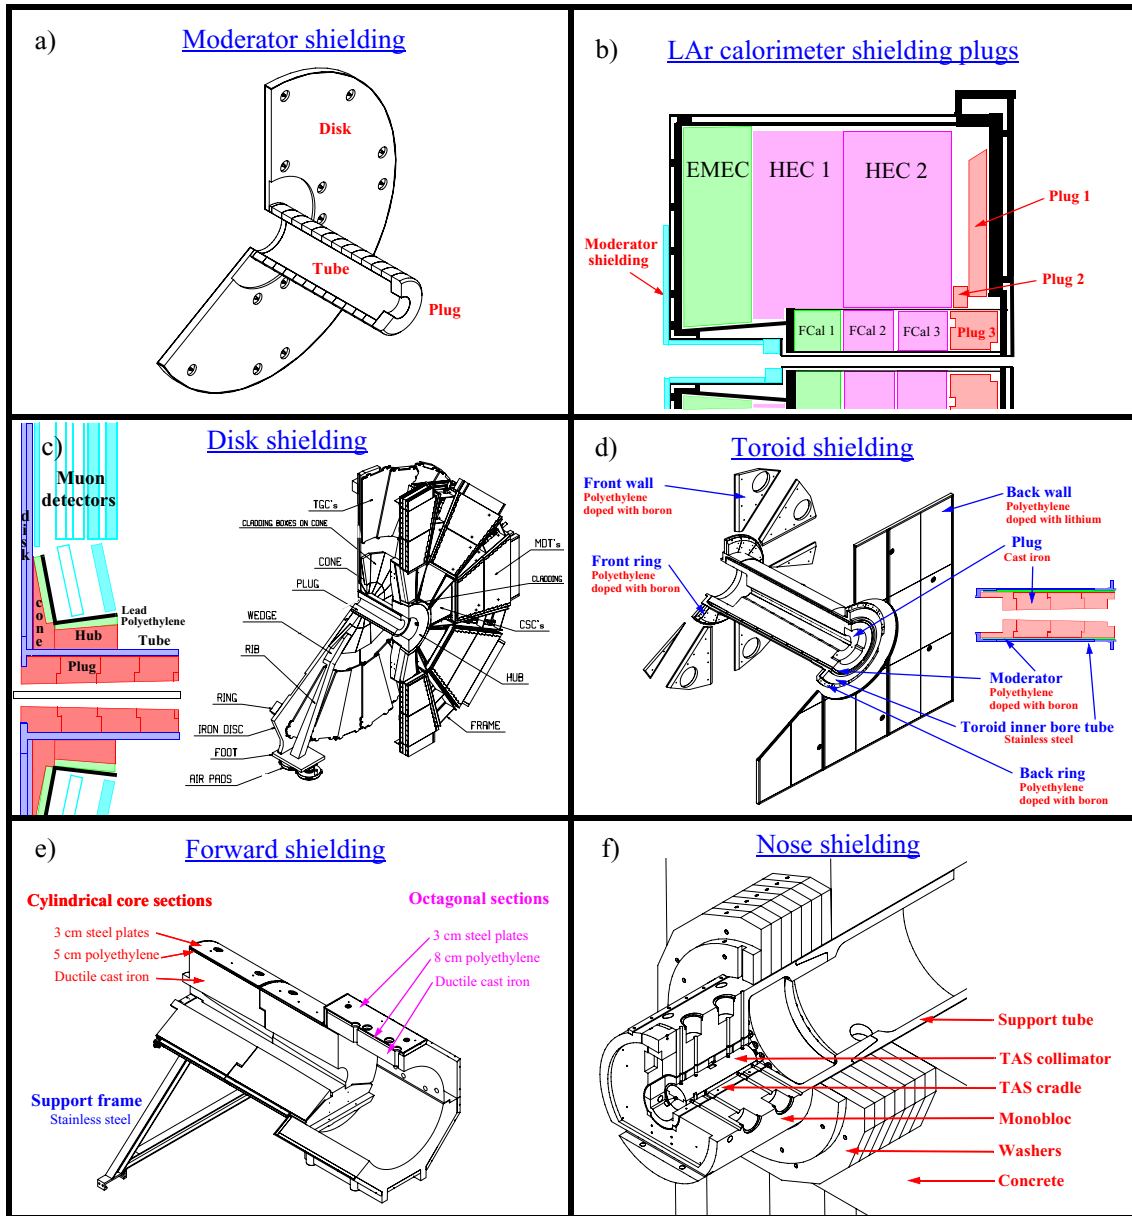 a)
Moderator shielding
Disk
Tube
Plug
b)
LAr calorimeter shielding plugs
EMEC
HEC 1
HEC 2
Plug 1
Moderator
shielding
Plug 2
FCal 1
FCal 2
FCal 3
Plug 3
c)
Disk shielding
Muon
detectors
disk
cone
Lead
Polyethylene
Hub
Tube
Plug
TGC's
CLADDING BOXES ON CONE
CONE
PLUG
WEDGE
RIB
RING
IRON DISC
FOOT
AIR PADS
MDT's
CLADDING
CSC's
HUB
FRAME
d)
Toroid shielding
Front wall
Polyethylene
doped with boron
Front ring
Polyethylene
doped with boron
Back wall
Polyethylene
doped with lithium
Plug
Cast iron
Moderator
Polyethylene
doped with boron
Toroid inner bore tube
Stainless steel
Back ring
Polyethylene
doped with boron
e)
Forward shielding
Cylindrical core sections
3 cm steel plates
5 cm polyethylene
Ductile cast iron
Octagonal sections
3 cm steel plates
8 cm polyethylene
Ductile cast iron
Support frame
Stainless steel
f)
Nose shielding
Support tube
TAS collimator
TAS cradle
Monobloc
Washers
Concrete